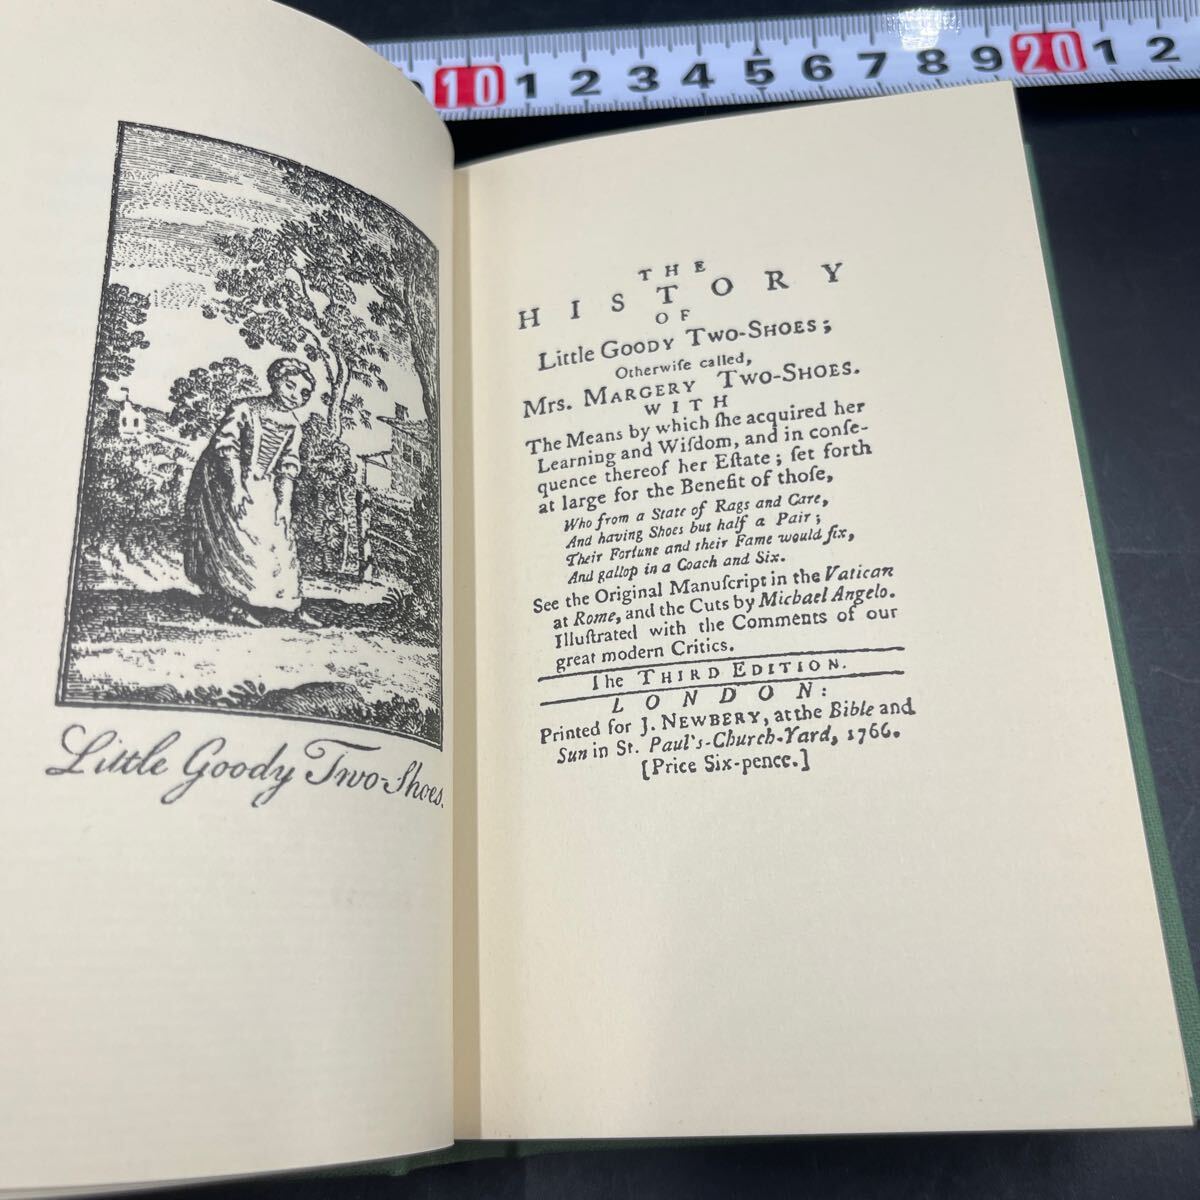 10 1 2 3 4 5 6 7 8 9 20 1 2
Little Goody Two-Shoes.
THE
HISTORY
OF
Little GOODY TWO-SHOES;
Otherwiſe called,
Mrs. MARGERY TWO-SHOES.
WITH
The Means by which ſhe acquired her
Learning and Wiſdom, and in conſe-
quence thereof her Eſtate; ſet forth
at large for the Benefit of thoſe,
Who from a State of Rags and Care,
And having Shoes but half a Pair;
Their Fortune and their Fame would fix,
And gallop in a Coach and Six.
See the Original Manuſcript in the Vatican
at Rome, and the Cuts by Michael Angelo.
Illuſtrated with the Comments of our
great modern Critics.
The THIRD EDITION.
LONDON:
Printed for J. NEWBERY, at the Bible and
Sun in St. Paul's-Church-Yard, 1766.
[Price Six-pence.]